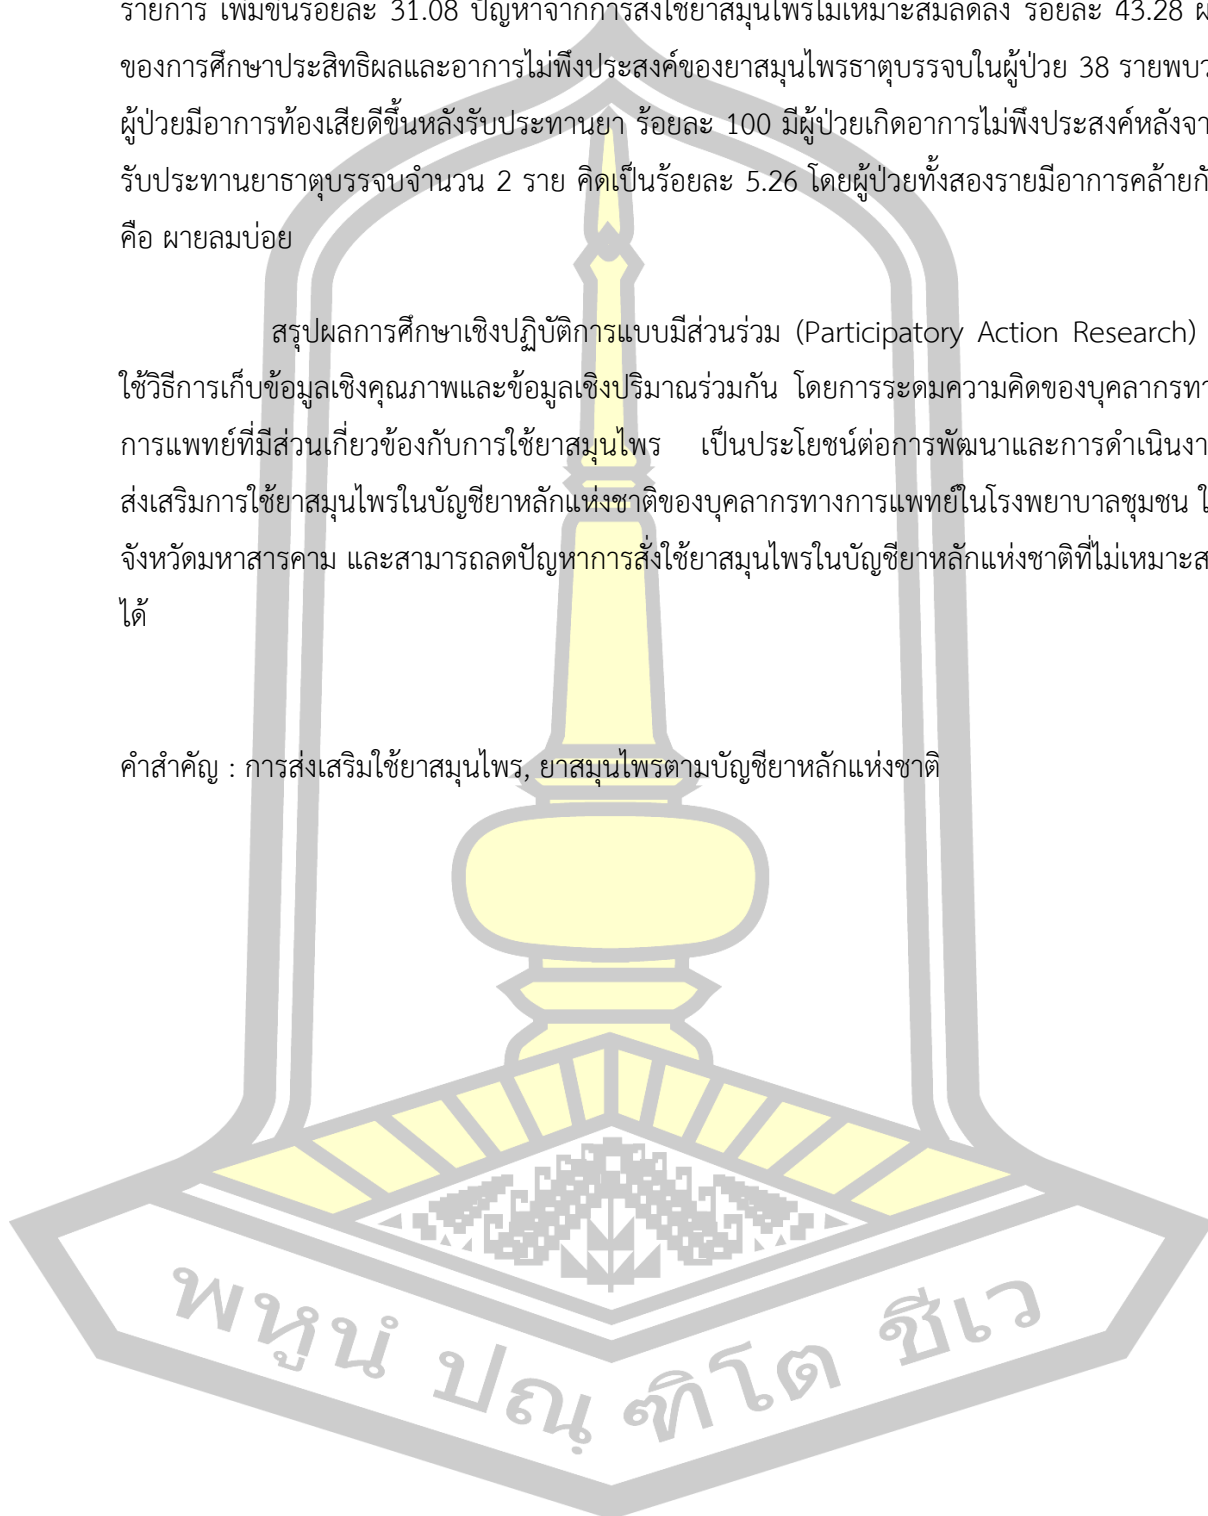 รายการ เพิ่มขึ้นร้อยละ 31.08 ปัญหาจากการสั่งใช้ยาสมุนไพรไม่เหมาะสมลดลง ร้อยละ 43.28
ของการศึกษาประสิทธิผลและอาการไม่พึงประสงค์ของยาสมุนไพรธาตุบรรจบในผู้ป่วย 38 รายพบว
ผู้ป่วยมีอาการท้องเสียดีขึ้นหลังรับประทานยา ร้อยละ 100 มีผู้ป่วยเกิดอาการไม่พึงประสงค์หลังจา
รับประทานยาธาตุบรรจบจำนวน 2 ราย คิดเป็นร้อยละ 5.26 โดยผู้ป่วยทั้งสองรายมีอาการคล้ายกั
คือ ผายลมบ่อย
สรุปผลการศึกษาเชิงปฏิบัติการแบบมีส่วนร่วม (Participatory Action Research)
ใช้วิธีการเก็บข้อมูลเชิงคุณภาพและข้อมูลเชิงปริมาณร่วมกัน โดยการระดมความคิดของบุคลากรทา
การแพทย์ที่มีส่วนเกี่ยวข้องกับการใช้ยาสมุนไพร เป็นประโยชน์ต่อการพัฒนาและการดำเนินงา
ส่งเสริมการใช้ยาสมุนไพรในบัญชียาหลักแห่งชาติของบุคลากรทางการแพทย์ในโรงพยาบาลชุมชน ใ
จังหวัดมหาสารคาม และสามารถลดปัญหาการสั่งใช้ยาสมุนไพรในบัญชียาหลักแห่งชาติที่ไม่เหมาะส
ได้
คำสำคัญ : การส่งเสริมใช้ยาสมุนไพร, ยาสมุนไพรตามบัญชียาหลักแห่งชาติ
พหูนํ ปณฺฑิโต ชีเว